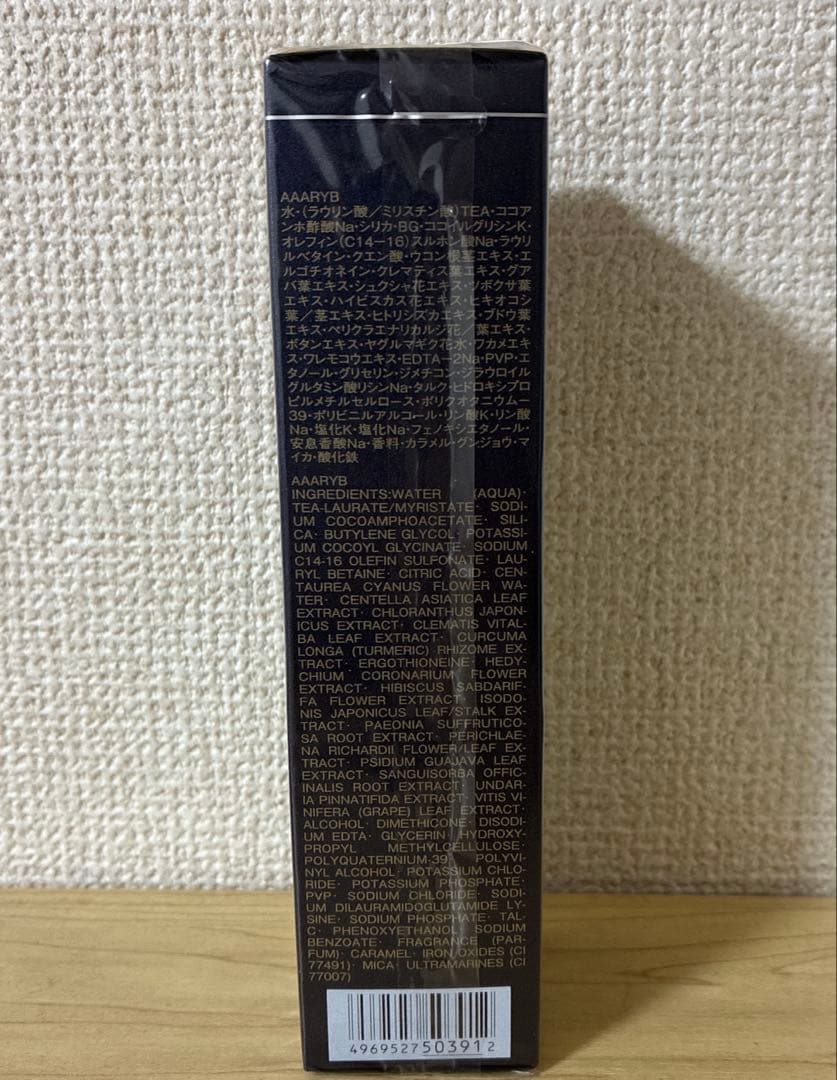 AAARYB
水・(ラウリン酸／ミリスチン酸)TEA・ココア
ンホ酢酸Na・シリカ・BG・ココイルグリシンK・
オレフィン(C14－16)スルホン酸Na・ラウリ
ルベタイン・クエン酸・ウコン根茎エキス・エ
ルゴチオネイン・クレマティス葉エキス・グア
バ葉エキス・シュクシャ花エキス・ツボクサ葉
エキス・ハイビスカス花エキス・ヒキオコシ
葉／茎エキス・ヒトリシズカエキス・ブドウ葉
エキス・ペリクラエナリカルジ花／葉エキス・
ボタンエキス・ヤグルマギク花水・ワカメエキ
ス・ワレモコウエキス・EDTA－2Na・PVP・エ
タノール・グリセリン・ジメチコン・ジラウロイル
グルタミン酸リシンNa・タルク・ヒドロキシプロ
ピルメチルセルロース・ポリクオタニウムー
39・ポリビニルアルコール・リン酸K・リン酸
Na・塩化K・塩化Na・フェノキシエタノール・
安息香酸Na・香料・カラメル・グンジョウ・マ
イカ・酸化鉄
AAARYB
INGREDIENTS:WATER (AQUA)·
TEA-LAURATE/MYRISTATE· SODI-
UM COCOAMPHOACETATE· SILI-
CA· BUTYLENE GLYCOL· POTASSI-
UM COCOYL GLYCINATE· SODIUM
C14-16 OLEFIN SULFONATE· LAU-
RYL BETAINE· CITRIC ACID· CEN-
TAUREA CYANUS FLOWER WA-
TER· CENTELLA ASIATICA LEAF
EXTRACT· CHLORANTHUS JAPON-
ICUS EXTRACT· CLEMATIS VITAL-
BA LEAF EXTRACT· CURCUMA
LONGA (TURMERIC) RHIZOME EX-
TRACT· ERGOTHIONEINE· HEDY-
CHIUM CORONARIUM FLOWER
EXTRACT· HIBISCUS SABDARIF-
FA FLOWER EXTRACT· ISODO-
NIS JAPONICUS LEAF/STALK EX-
TRACT· PAEONIA SUFFRUTICO-
SA ROOT EXTRACT· PERICHLAE-
NA RICHARDII FLOWER/LEAF EX-
TRACT· PSIDIUM GUAJAVA LEAF
EXTRACT· SANGUISORBA OFFIC-
INALIS ROOT EXTRACT· UNDAR-
IA PINNATIFIDA EXTRACT· VITIS VI-
NIFERA (GRAPE) LEAF EXTRACT·
ALCOHOL· DIMETHICONE· DISODI-
UM EDTA· GLYCERIN· HYDROXY-
PROPYL METHYLCELLULOSE·
POLYQUATERNIUM-39· POLYVI-
NYL ALCOHOL· POTASSIUM CHLO-
RIDE· POTASSIUM PHOSPHATE·
PVP· SODIUM CHLORIDE· SODI-
UM DILAURAMIDOGLUTAMIDE LY-
SINE· SODIUM PHOSPHATE· TAL-
C· PHENOXYETHANOL· SODIUM
BENZOATE· FRAGRANCE (PAR-
FUM)· CARAMEL· IRON OXIDES (CI
77491)· MICA· ULTRAMARINES (CI
77007)
4969527503912